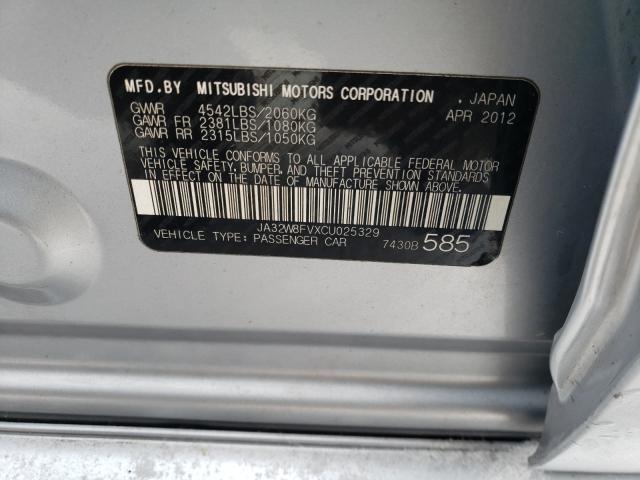 MFD.BY MITSUBISHI MOTORS CORPORATION . JAPAN
GVWR 4542LBS/2060KG APR 2012
GAWR FR 2381LBS/1080KG
GAWR RR 2315LBS/1050KG
THIS VEHICLE CONFORMS TO ALL APPLICABLE FEDERAL MOTOR
VEHICLE SAFETY, BUMPER, AND THEFT PREVENTION STANDARDS
IN EFFECT ON THE DATE OF MANUFACTURE SHOWN ABOVE.
JA32W8FVXCU025329
VEHICLE TYPE: PASSENGER CAR 7430B 585